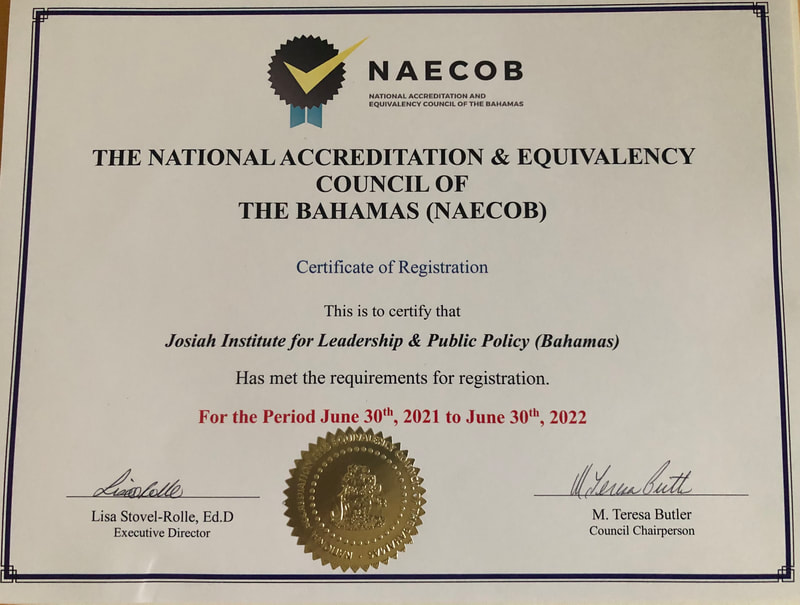 NAECOB
NATIONAL ACCREDITATION AND
EQUIVALENCY COUNCIL OF THE BAHAMAS
THE NATIONAL ACCREDITATION & EQUIVALENCY
COUNCIL OF
THE BAHAMAS (NAECOB)
Certificate of Registration
This is to certify that
Josiah Institute for Leadership & Public Policy (Bahamas)
Has met the requirements for registration.
For the Period June 30th, 2021 to June 30th, 2022
Lisa Stovel-Rolle, Ed.D
Executive Director
M. Teresa Butler
M. Teresa Butler
Council Chairperson